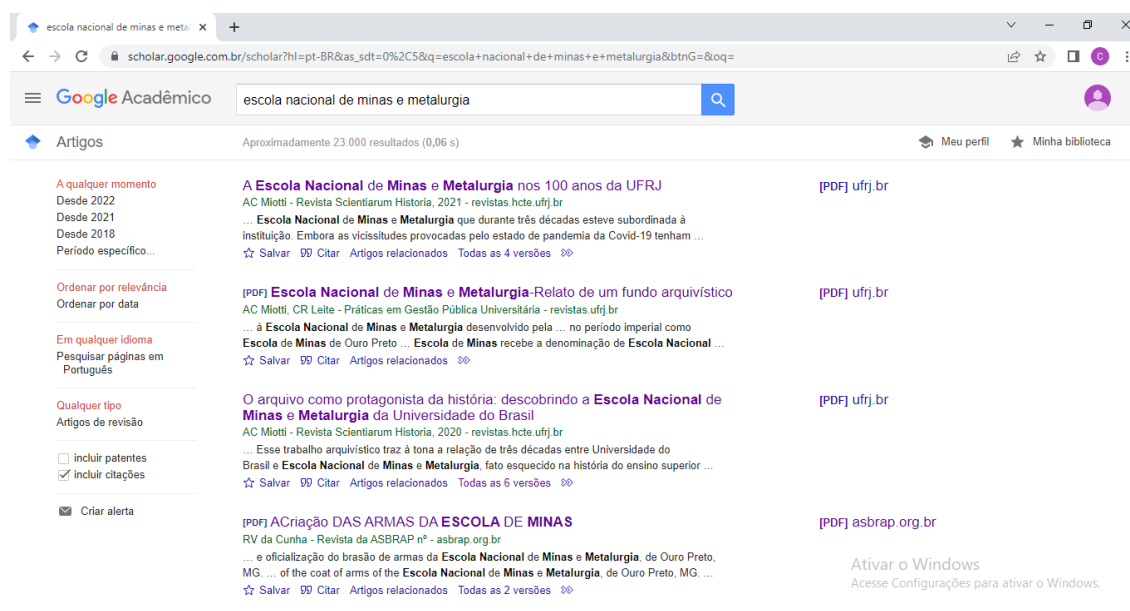 escola nacional de minas e meta
scholar.google.com.br/scholar?hl=pt-BR&as_sdt=0%2C5&q=escola+nacional+de+minas+e+metalurgia&btnG=&oq=
C
Google Acadêmico
escola nacional de minas e metalurgia
Artigos
Aproximadamente 23.000 resultados (0,06 s)
Meu perfil
Minha biblioteca
A qualquer momento
Desde 2022
Desde 2021
Desde 2018
Período específico...
Ordenar por relevância
Ordenar por data
Em qualquer idioma
Pesquisar páginas em
Português
Qualquer tipo
Artigos de revisão
incluir patentes
incluir citações
Criar alerta
A Escola Nacional de Minas e Metalurgia nos 100 anos da UFRJ
AC Miotti - Revista Scientiarum Historia, 2021 - revistas.hcte.ufrj.br
... Escola Nacional de Minas e Metalurgia que durante três décadas esteve subordinada à
instituição. Embora as vicissitudes provocadas pelo estado de pandemia da Covid-19 tenham ...
Salvar Citar Artigos relacionados Todas as 4 versões
[PDF] ufrj.br
[PDF] Escola Nacional de Minas e Metalurgia-Relato de um fundo arquivístico
AC Miotti, CR Leite - Práticas em Gestão Pública Universitária - revistas.ufrj.br
... à Escola Nacional de Minas e Metalurgia desenvolvido pela ... no período imperial como
Escola de Minas de Ouro Preto ... Escola de Minas recebe a denominação de Escola Nacional ...
Salvar Citar Artigos relacionados
[PDF] ufrj.br
O arquivo como protagonista da história: descobrindo a Escola Nacional de
Minas e Metalurgia da Universidade do Brasil
AC Miotti - Revista Scientiarum Historia, 2020 - revistas.hcte.ufrj.br
... Esse trabalho arquivístico traz à tona a relação de três décadas entre Universidade do
Brasil e Escola Nacional de Minas e Metalurgia, fato esquecido na história do ensino superior ...
Salvar Citar Artigos relacionados Todas as 6 versões
[PDF] ufrj.br
[PDF] ACriação DAS ARMAS DA ESCOLA DE MINAS
RV da Cunha - Revista da ASBRAP nº - asbrap.org.br
... e oficialização do brasão de armas da Escola Nacional de Minas e Metalurgia, de Ouro Preto,
MG. ... of the coat of arms of the Escola Nacional de Minas e Metalurgia, de Ouro Preto, MG. ...
Salvar Citar Artigos relacionados Todas as 2 versões
[PDF] asbrap.org.br
Ativar o Windows
Acesse Configurações para ativar o Windows.